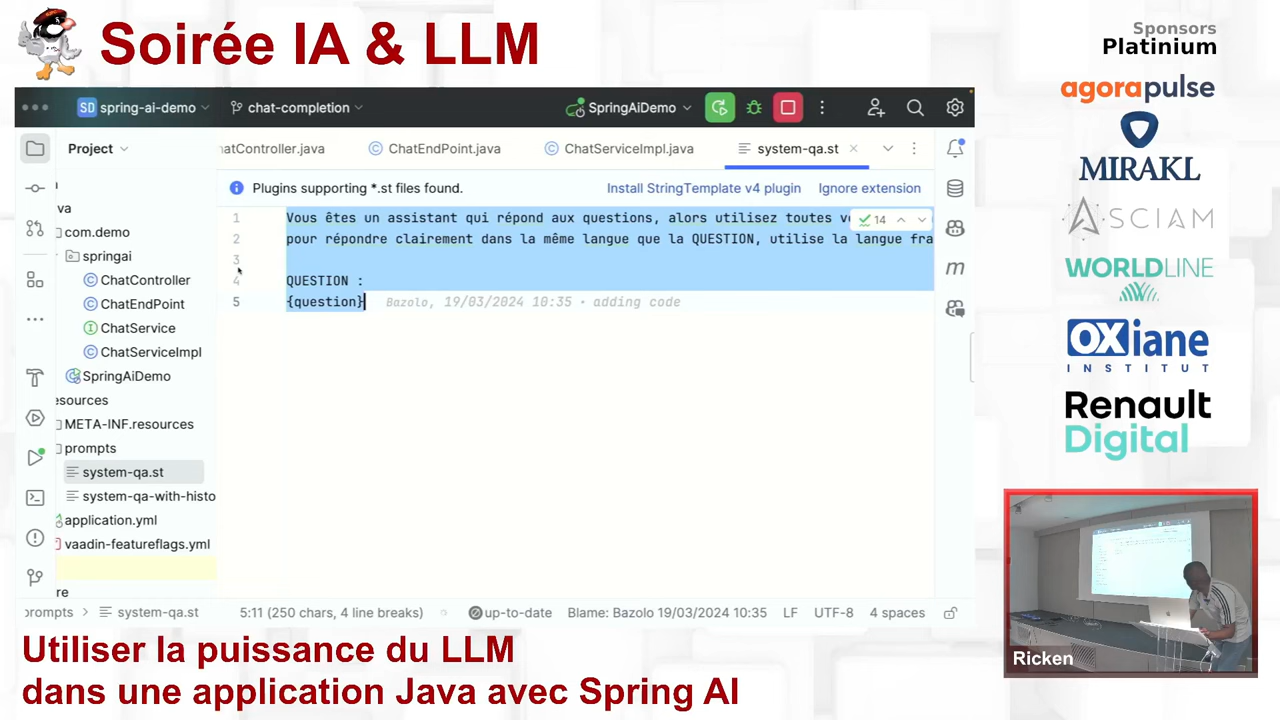 Soirée IA & LLM
Sponsors
Platinium
agorapulse
MIRAKL
ASCIAM
WORLDLINE
OXiane
INSTITUT
Renault
Digital
SD spring-ai-demo
chat-completion
SpringAiDemo
Project
hatController.java
ChatEndPoint.java
ChatServiceImpl.java
system-qa.st
Plugins supporting *.st files found.
Install StringTemplate v4 plugin
Ignore extension
va
com.demo
springai
ChatController
ChatEndPoint
ChatService
ChatServiceImpl
SpringAiDemo
esources
META-INF.resources
prompts
system-qa.st
system-qa-with-histo
application.yml
vaadin-featureflags.yml
re
1 Vous êtes un assistant qui répond aux questions, alors utilisez toutes v
14
2 pour répondre clairement dans la même langue que la QUESTION, utilise la langue fra
3
4 QUESTION :
5 {question} Bazolo, 19/03/2024 10:35 · adding code
m
prompts > system-qa.st
5:11 (250 chars, 4 line breaks)
up-to-date
Blame: Bazolo 19/03/2024 10:35
LF
UTF-8
4 spaces
Utiliser la puissance du LLM
dans une application Java avec Spring AI
Ricken